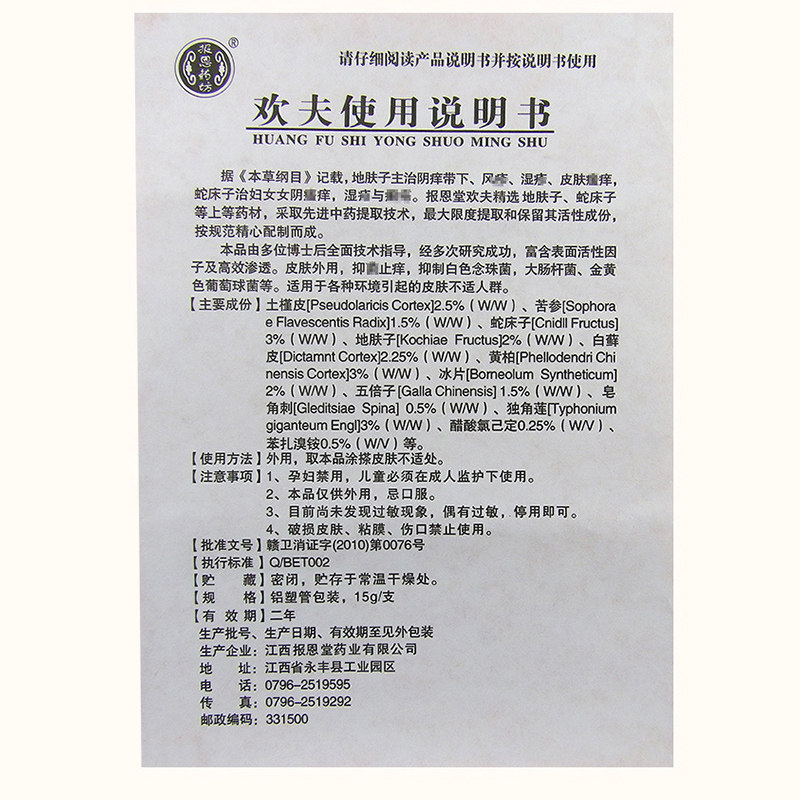 报恩药坊®
请仔细阅读产品说明书并按说明书使用
欢夫使用说明书
HUANG FU SHI YONG SHUO MING SHU
据《本草纲目》记载,地肤子主治阴痒带下、风、湿、皮肤痒,
蛇床子治妇女女阴痒,湿与。报恩堂欢夫精选地肤子、蛇床子
等上等药材,采取先进中药提取技术,最大限度提取和保留其活性成份,
按规范精心配制而成。
本品由多位博士后全面技术指导,经多次研究成功,富含表面活性因
子及高效渗透。皮肤外用,抑止痒,抑制白色念珠菌,大肠杆菌、金黄
色葡萄球菌等。适用于各种环境引起的皮肤不适人群。
【主要成份】土槿皮[Pseudolaricis Cortex]2.5%(W/W)、苦参[Sophora
e Flavescentis Radix]1.5%(W/W)、蛇床子[Cnidll Fructus]
3%(W/W)、地肤子[Kochiae Fructus]2%(W/W)、白藓
皮[Dictamnt Cortex]2.25%(W/W)、黄柏[Phellodendri Chi
nensis Cortex]3%(W/W)、冰片[Borneolum Syntheticum]
2%(W/W)、五倍子[Galla Chinensis] 1.5%(W/W)、皂
角刺[Gleditsiae Spina] 0.5%(W/W)、独角莲[Typhonium
giganteum Engl]3%(W/W)、醋酸氯己定0.25%(W/V)、
苯扎溴铵0.5%(W/V)等。
【使用方法】外用,取本品涂搽皮肤不适处。
【注意事项】1、孕妇禁用,儿童必须在成人监护下使用。
2、本品仅供外用,忌口服。
3、目前尚未发现过敏现象,偶有过敏,停用即可。
4、破损皮肤、粘膜、伤口禁止使用。
【批准文号】赣卫消证字(2010)第0076号
【执行标准】Q/BET002
【贮 藏】密闭,贮存于常温干燥处。
【规 格】铝塑管包装,15g/支
【有 效 期】二年
生产批号、生产日期、有效期至见外包装
生产企业:江西报恩堂药业有限公司
地 址:江西省永丰县工业园区
电 话:0796-2519595
传 真:0796-2519292
邮政编码:331500